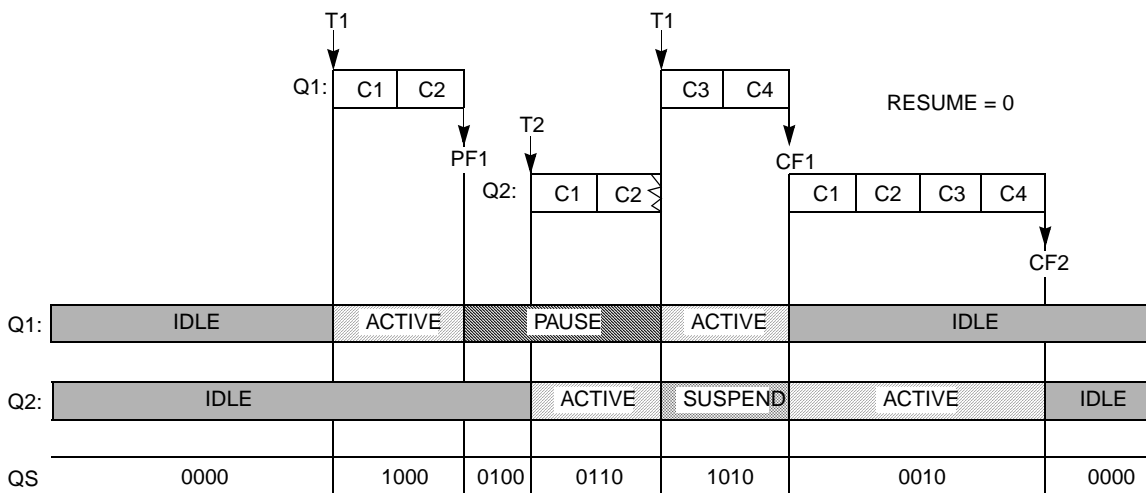 T1 T1
Q1: C1 C2 C3 C4
RESUME = 0
T2
PF1 CF1
Q2: C1 C2 C1 C2 C3 C4
CF2
Q1: IDLE ACTIVE PAUSE ACTIVE IDLE
Q2: IDLE ACTIVE SUSPEND ACTIVE IDLE
QS 0000 1000 0100 0110 1010 0010 0000